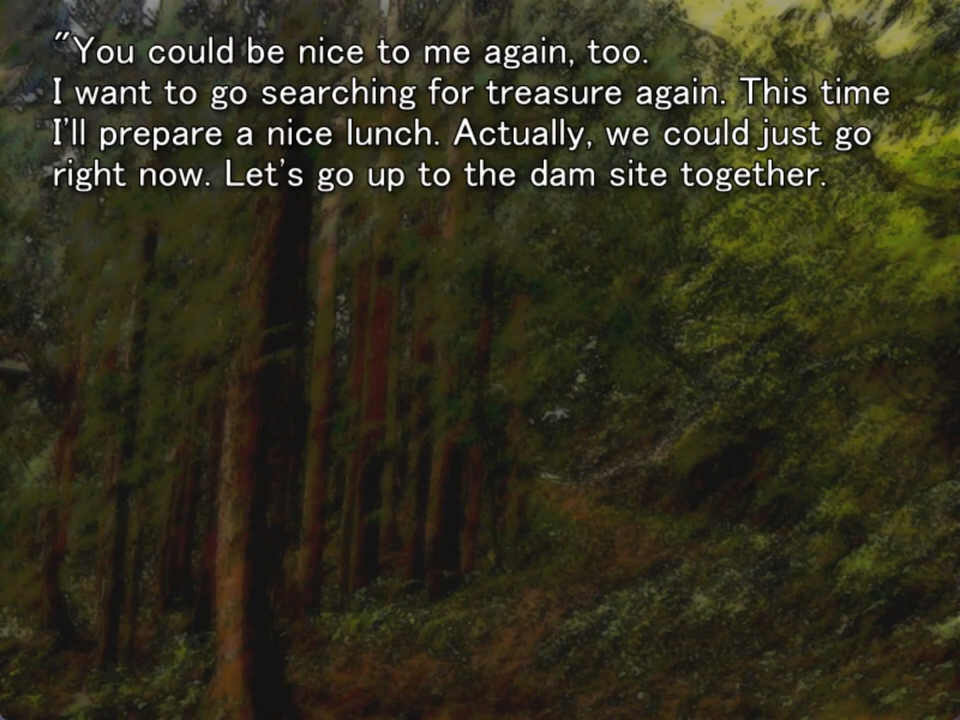 "You could be nice to me again, too.
I want to go searching for treasure again. This time
I'll prepare a nice lunch. Actually, we could just go
right now. Let's go up to the dam site together.